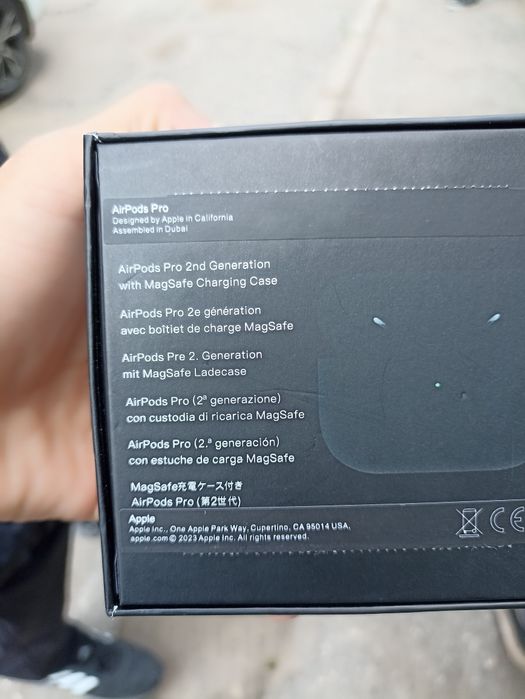 AirPods Pro
Designed by Apple in California
Assembled in Dubai
AirPods Pro 2nd Generation
with MagSafe Charging Case
AirPods Pro 2e génération
avec boîtiet de charge MagSafe
AirPods Pre 2. Generation
mit MagSafe Ladecase
AirPods Pro (2ª generazione)
con custodia di ricarica MagSafe
AirPods Pro (2.ª generación)
con estuche de carga MagSafe
MagSafe充電ケース付き
AirPods Pro (第2世代)
Apple
Apple Inc., One Apple Park Way, Cupertino, CA 95014 USA,
apple.com © 2023 Apple Inc. All rights reserved.
CE